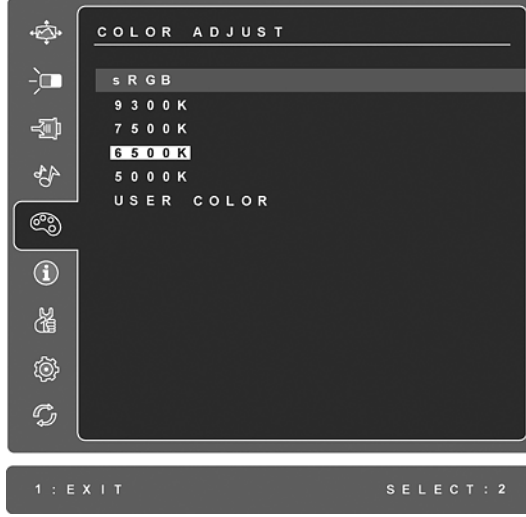 COLOR ADJUST
sRGB
9300K
7500K
6500K
5000K
USER COLOR
1:EXIT SELECT:2